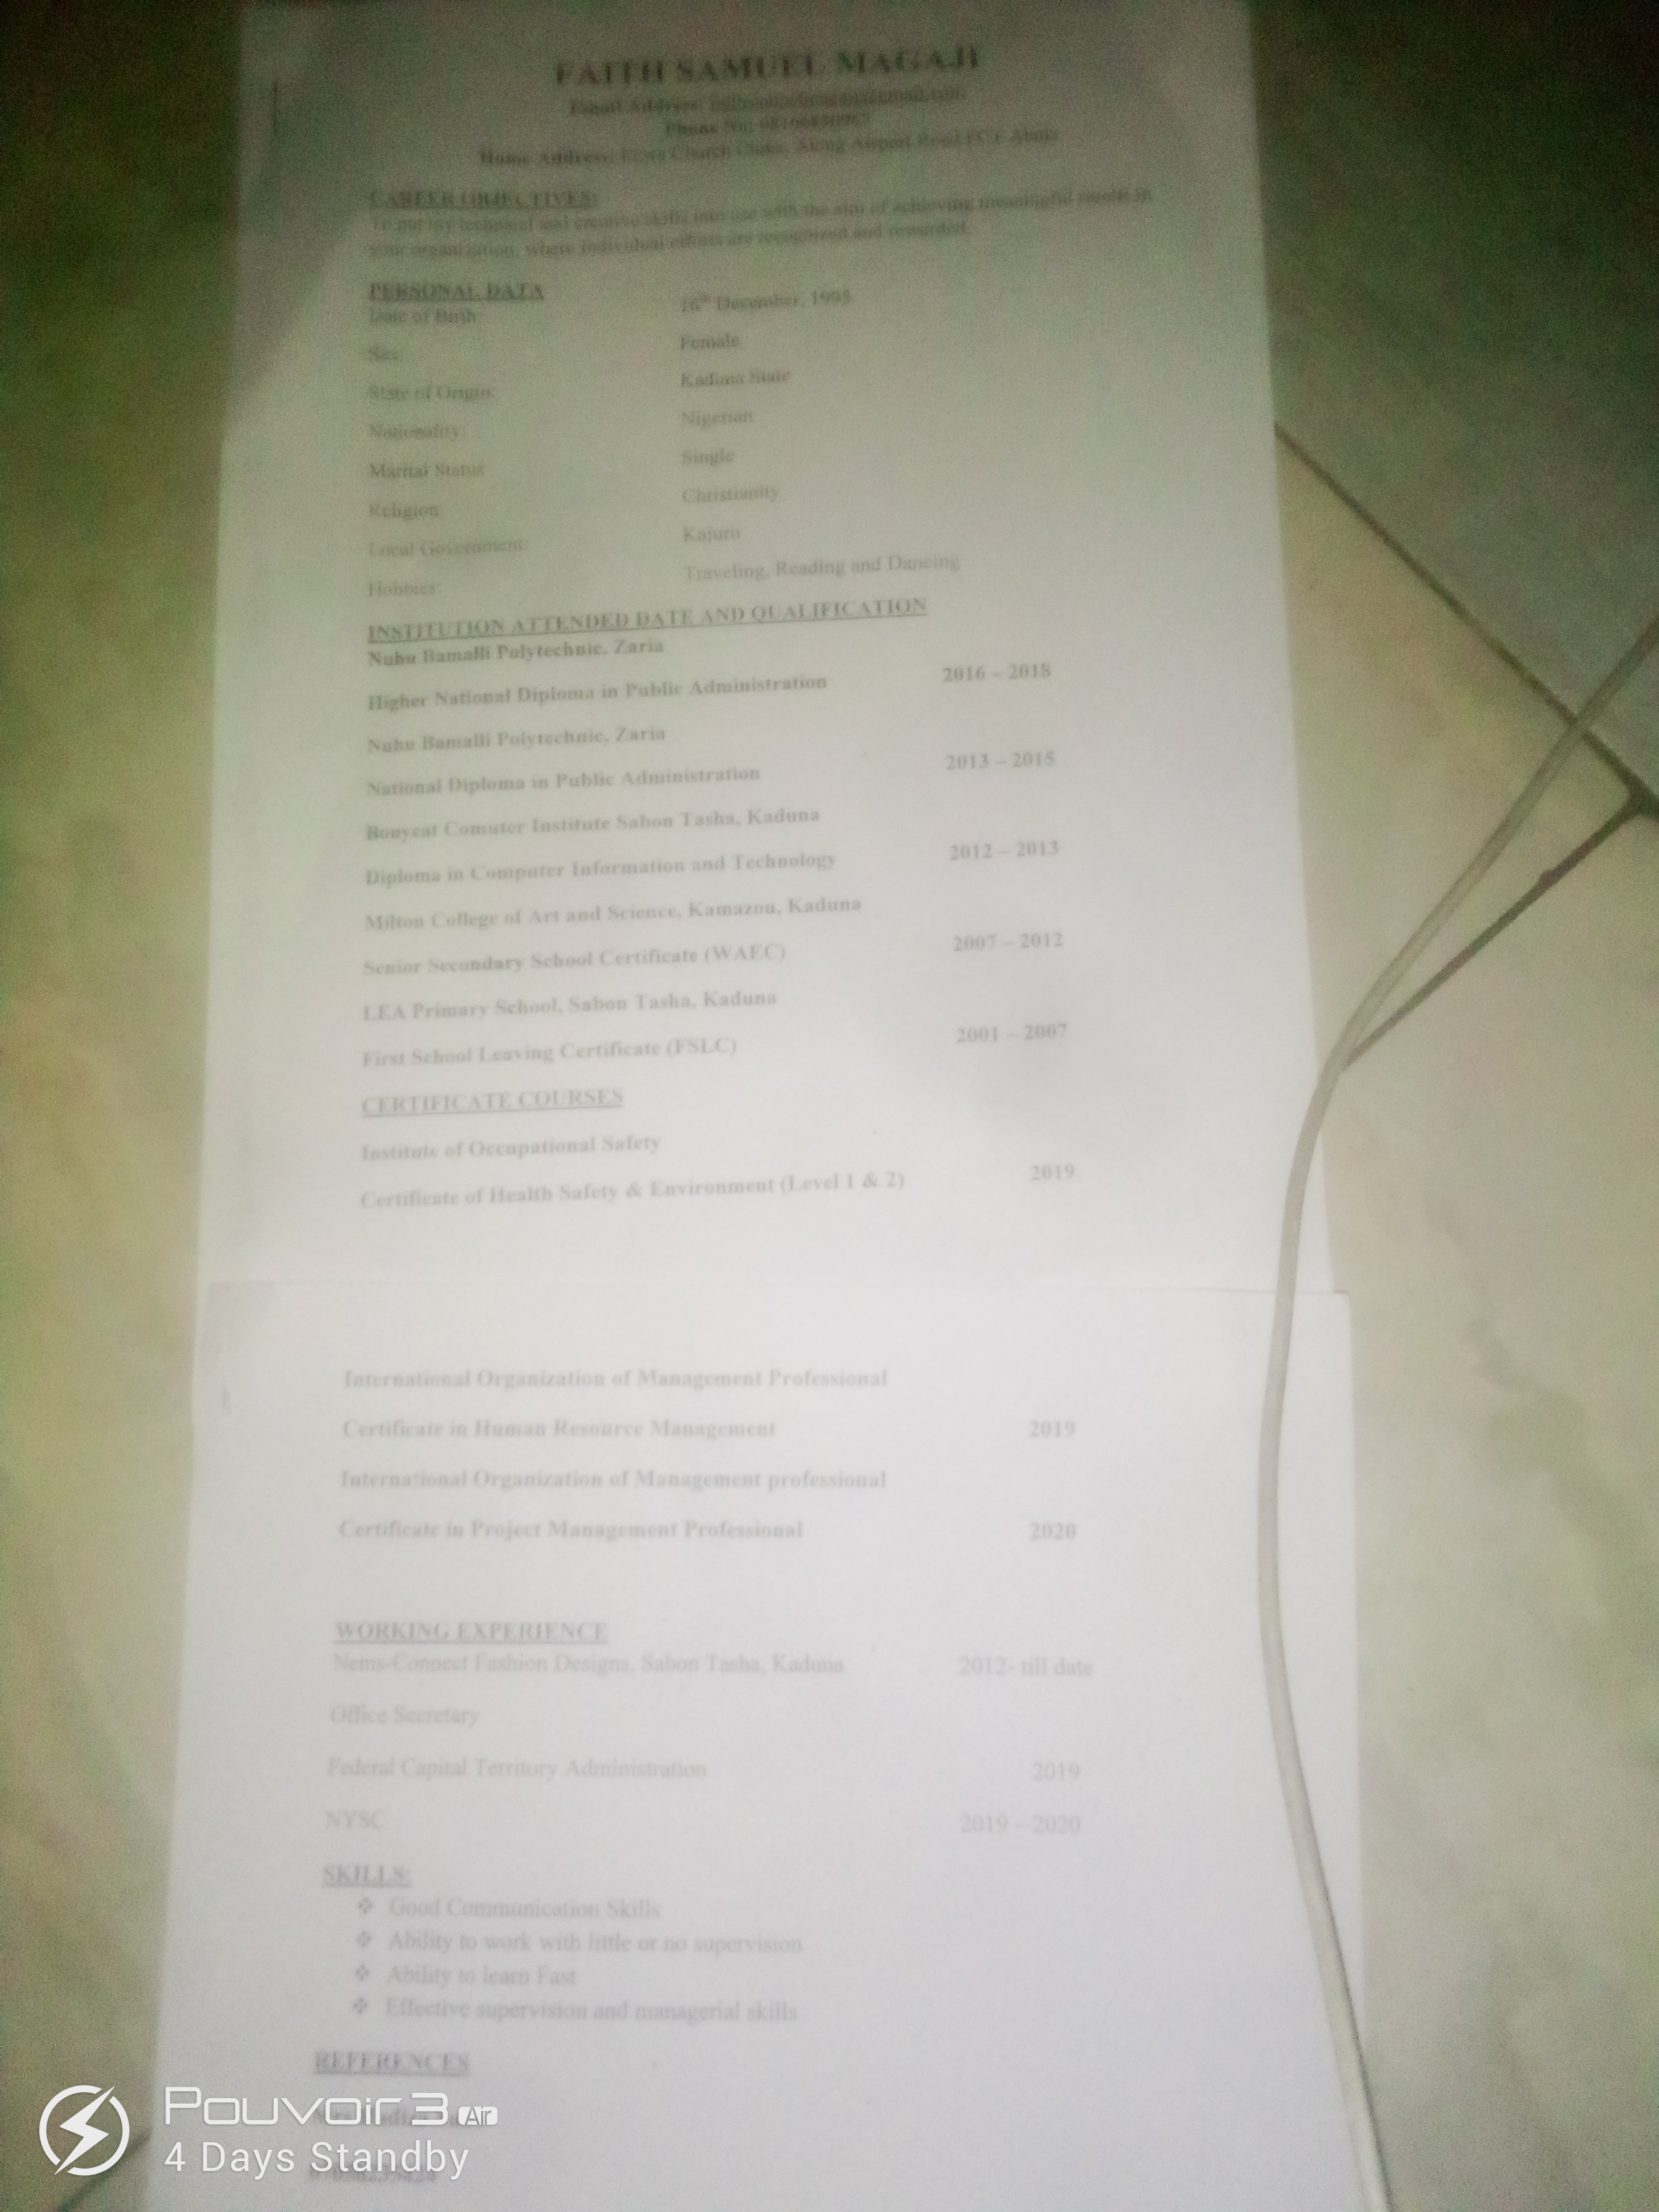 FAITH SAMUEL MAGAJI
Email Address:
Phone No:
Home Address: Church Along Airport Road FCT Abuja
CAREER OBJECTIVES:
To put my technical and creative skills into use with the aim of achieving meaningful results in
your organization, where individual efforts are recognized and rewarded.
PERSONAL DATA
Date of Birth 16th December, 1995
Sex: Female
State of Origin: Kaduna State
Nationality: Nigerian
Marital Status Single
Religion Christianity
Local Government: Kajuru
Hobbies: Traveling, Reading and Dancing
INSTITUTION ATTENDED DATE AND QUALIFICATION
Nuhu Bamalli Polytechnic, Zaria
Higher National Diploma in Public Administration 2016 – 2018
Nuhu Bamalli Polytechnic, Zaria
National Diploma in Public Administration 2013 – 2015
Comuter Institute Sabon Tasha, Kaduna
Diploma in Computer Information and Technology 2012 – 2013
Milton College of Art and Science, Kamazou, Kaduna
Senior Secondary School Certificate (WAEC) 2007 – 2012
LEA Primary School, Sabon Tasha, Kaduna
First School Leaving Certificate (FSLC) 2001 – 2007
CERTIFICATE COURSES
Institute of Occupational Safety
Certificate of Health Safety & Environment (Level 1 & 2) 2019
International Organization of Management Professional
Certificate in Human Resource Management 2019
International Organization of Management professional
Certificate in Project Management Professional 2020
WORKING EXPERIENCE
Nems-Connect Fashion Designs, Sabon Tasha, Kaduna 2012- till date
Office Secretary
Federal Capital Territory Administration 2019
NYSC 2019 – 2020
SKILLS:
❖ Good Communication Skills
❖ Ability to work with little or no supervision
❖ Ability to learn Fast
❖ Effective supervision and managerial skills
REFERENCES
Pouvoir 3 Air
4 Days Standby